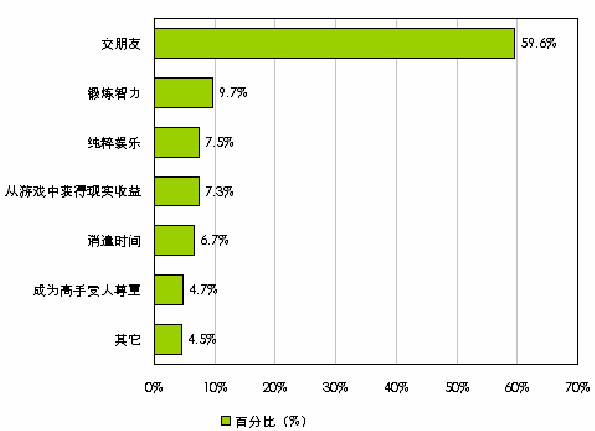 交朋友 59.6%
锻炼智力 9.7%
纯粹娱乐 7.5%
从游戏中获得现实收益 7.3%
消遣时间 6.7%
成为高手受人尊重 4.7%
其它 4.5%
0% 10% 20% 30% 40% 50% 60% 70%
百分比（%）